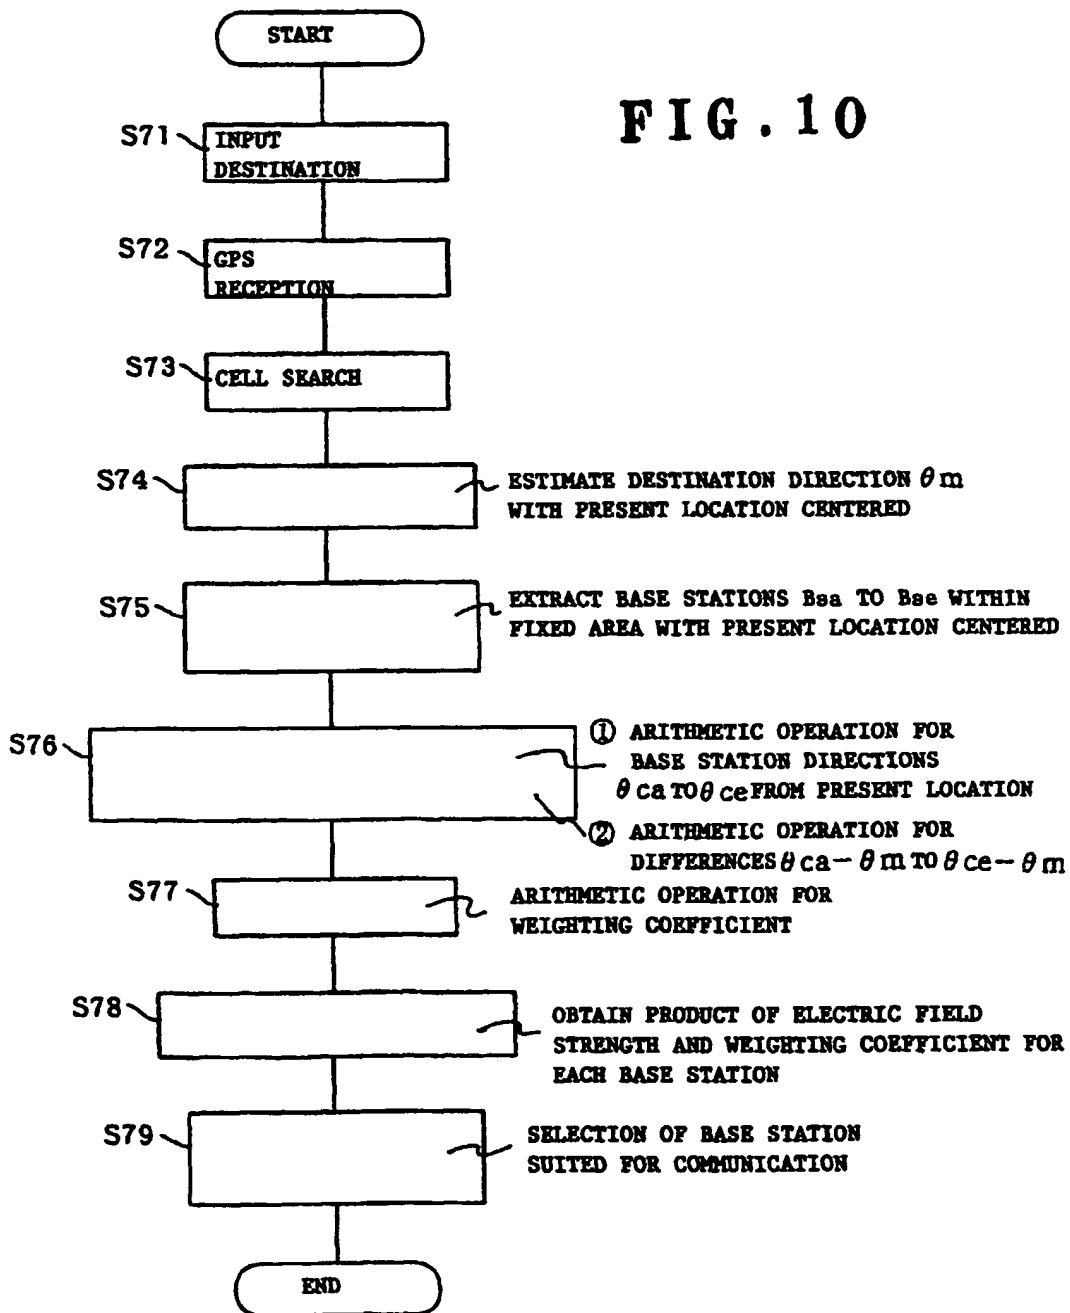 START
FIG.10
S71
INPUT
DESTINATION
S72
GPS
RECEPTION
S73
CELL SEARCH
S74
ESTIMATE DESTINATION DIRECTION θm
WITH PRESENT LOCATION CENTERED
S75
EXTRACT BASE STATIONS Bsa TO Bse WITHIN
FIXED AREA WITH PRESENT LOCATION CENTERED
S76
① ARITHMETIC OPERATION FOR
BASE STATION DIRECTIONS
θca TO θce FROM PRESENT LOCATION
② ARITHMETIC OPERATION FOR
DIFFERENCES θca-θm TO θce-θm
S77
ARITHMETIC OPERATION FOR
WEIGHTING COEFFICIENT
S78
OBTAIN PRODUCT OF ELECTRIC FIELD
STRENGTH AND WEIGHTING COEFFICIENT FOR
EACH BASE STATION
S79
SELECTION OF BASE STATION
SUITED FOR COMMUNICATION
END